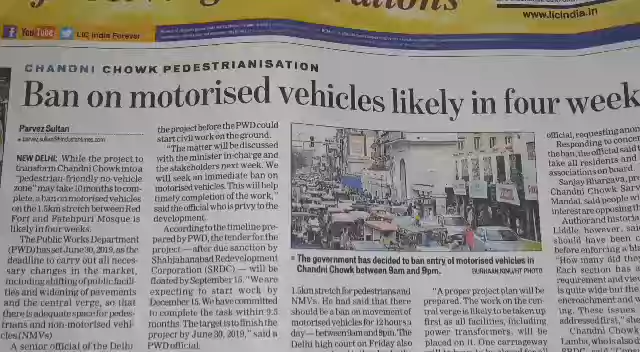 www.licindia.in
YouTube LIC India Forever
CHANDNI CHOWK PEDESTRIANISATION
Ban on motorised vehicles likely in four week
Parvez Sultan
NEW DELHI: While the project to
transform Chandni Chowk into a
"pedestrian-friendly no-vehicle
zone" may take 10 months to com-
plete, a ban on motorised vehicles
on the 1.5km stretch between Red
Fort and Fatehpuri Mosque is
likely in four weeks.
The Public Works Department
(PWD) has set June 30, 2019, as the
deadline to carry out all neces-
sary changes in the market,
including shifting of public facili-
ties and widening of pavements
and the central verge, so that
there is adequate space for pedes-
trians and non-motorised vehi-
cles (NMVs)
A senior official of the Delhi
the project before the PWD could
start civil work on the ground.
"The matter will be discussed
with the minister in-charge and
the stakeholders next week. We
will seek an immediate ban on
motorised vehicles. This will help
timely completion of the work,"
said the official who is privy to the
development.
According to the timeline pre-
pared by PWD, the tender for the
project — after due sanction by
Shahjahanabad Redevelopment
Corporation (SRDC) — will be
floated by September 15. "We are
expecting to start work by
December 15. We have committed
to complete the task within 9.5
months. The target is to finish the
project by June 30, 2019," said a
PWD official.
The government has decided to ban entry of motorised vehicles in
Chandni Chowk between 9am and 9pm. BURHAAN KINU/HT PHOTO
1.5km stretch for pedestrians and
NMVs. He had said that there
should be a ban on movement of
motorised vehicles for 12 hours a
day — between 9am and 9pm. The
Delhi high court on Friday also
"A proper project plan will be
prepared. The work on the cen-
tral verge is likely to be taken up
first as all facilities, including
power transformers, will be
placed on it. One carriageway
official, requesting an
Responding to concer
the ban, the official said
take all residents and
associations on board.
Sanjay Bhargava, pr
Chandni Chowk Sar
Mandal, said people wi
interest are opposing th
Author and histori
Liddle, however, said
should have been c
before enforcing a bla
"How many did they
Each section has a
requirement and view
is quite wide but the
encroachment and
ing. These issues
addressed first," she
Chandni Chowk
Lamba, who is also